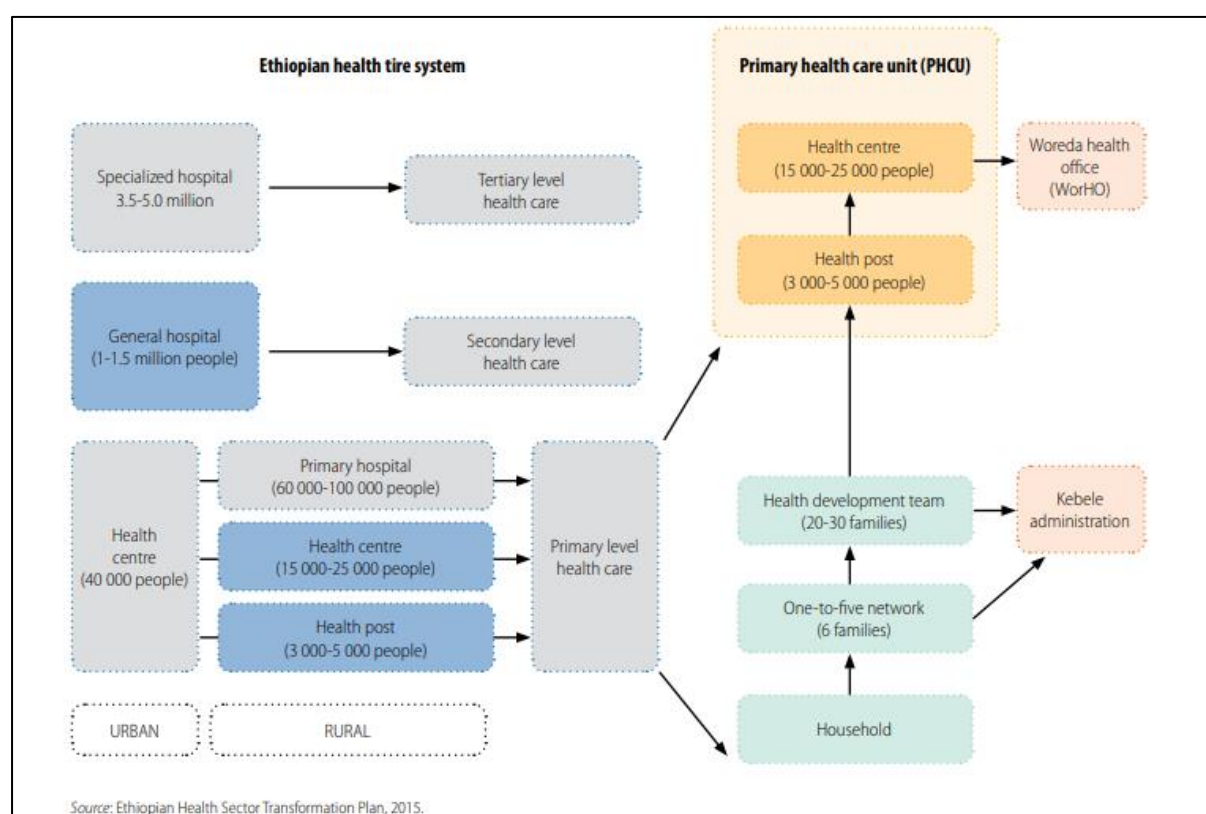 Ethiopian health tire system
Specialized hospital
3.5-5.0 million
Tertiary level
health care
General hospital
(1-1.5 million people)
Secondary level
health care
Health
centre
(40 000 people)
Primary hospital
(60 000-100 000 people)
Health centre
(15 000-25 000 people)
Health post
(3 000-5 000 people)
Primary level
health care
URBAN
RURAL
Primary health care unit (PHCU)
Health centre
(15 000-25 000 people)
Woreda health
office
(WorHO)
Health post
(3 000-5 000 people)
Health development team
(20-30 families)
Kebele
administration
One-to-five network
(6 families)
Household
Source: Ethiopian Health Sector Transformation Plan, 2015.